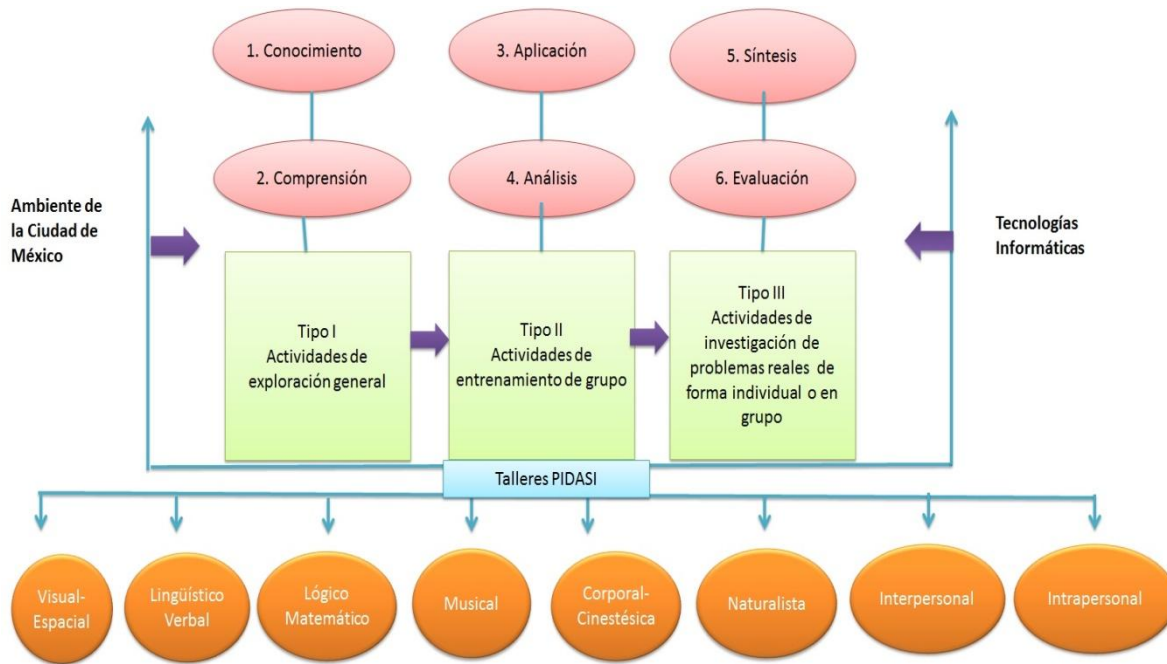 1. Conocimiento
3. Aplicación
5. Síntesis
2. Comprensión
4. Análisis
6. Evaluación
Ambiente de
la Ciudad de
México
Tecnologías
Informáticas
Tipo I
Actividades de
exploración general
Tipo II
Actividades de
entrenamiento de grupo
Tipo III
Actividades de
investigación de
problemas reales de
forma individual o en
grupo
Talleres PIDASI
Visual-
Espacial
Lingüístico
Verbal
Lógico
Matemático
Musical
Corporal-
Cinestésica
Naturalista
Interpersonal
Intrapersonal